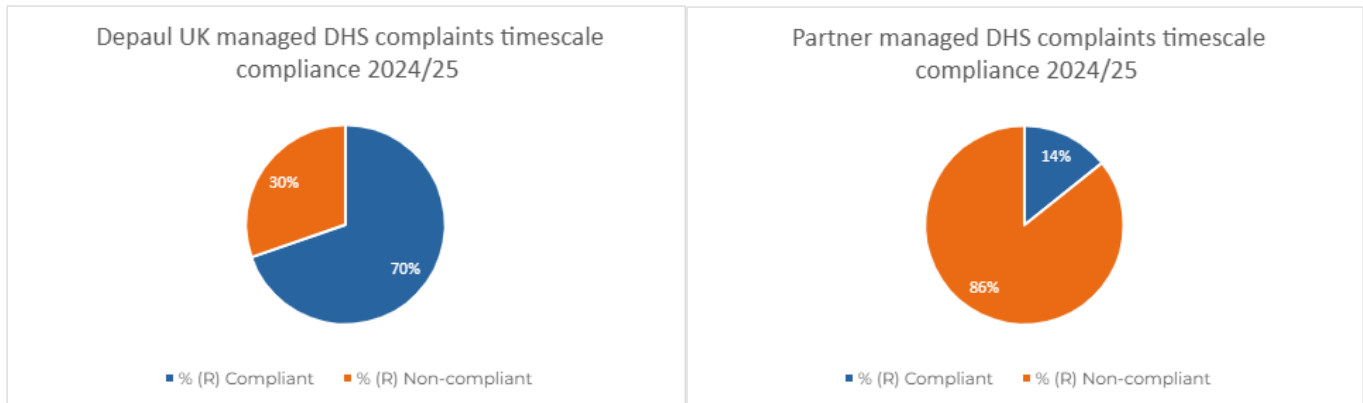 Depaul UK managed DHS complaints timescale
compliance 2024/25
30%
70%
% (R) Compliant % (R) Non-compliant
Partner managed DHS complaints timescale
compliance 2024/25
14%
86%
% (R) Compliant % (R) Non-compliant